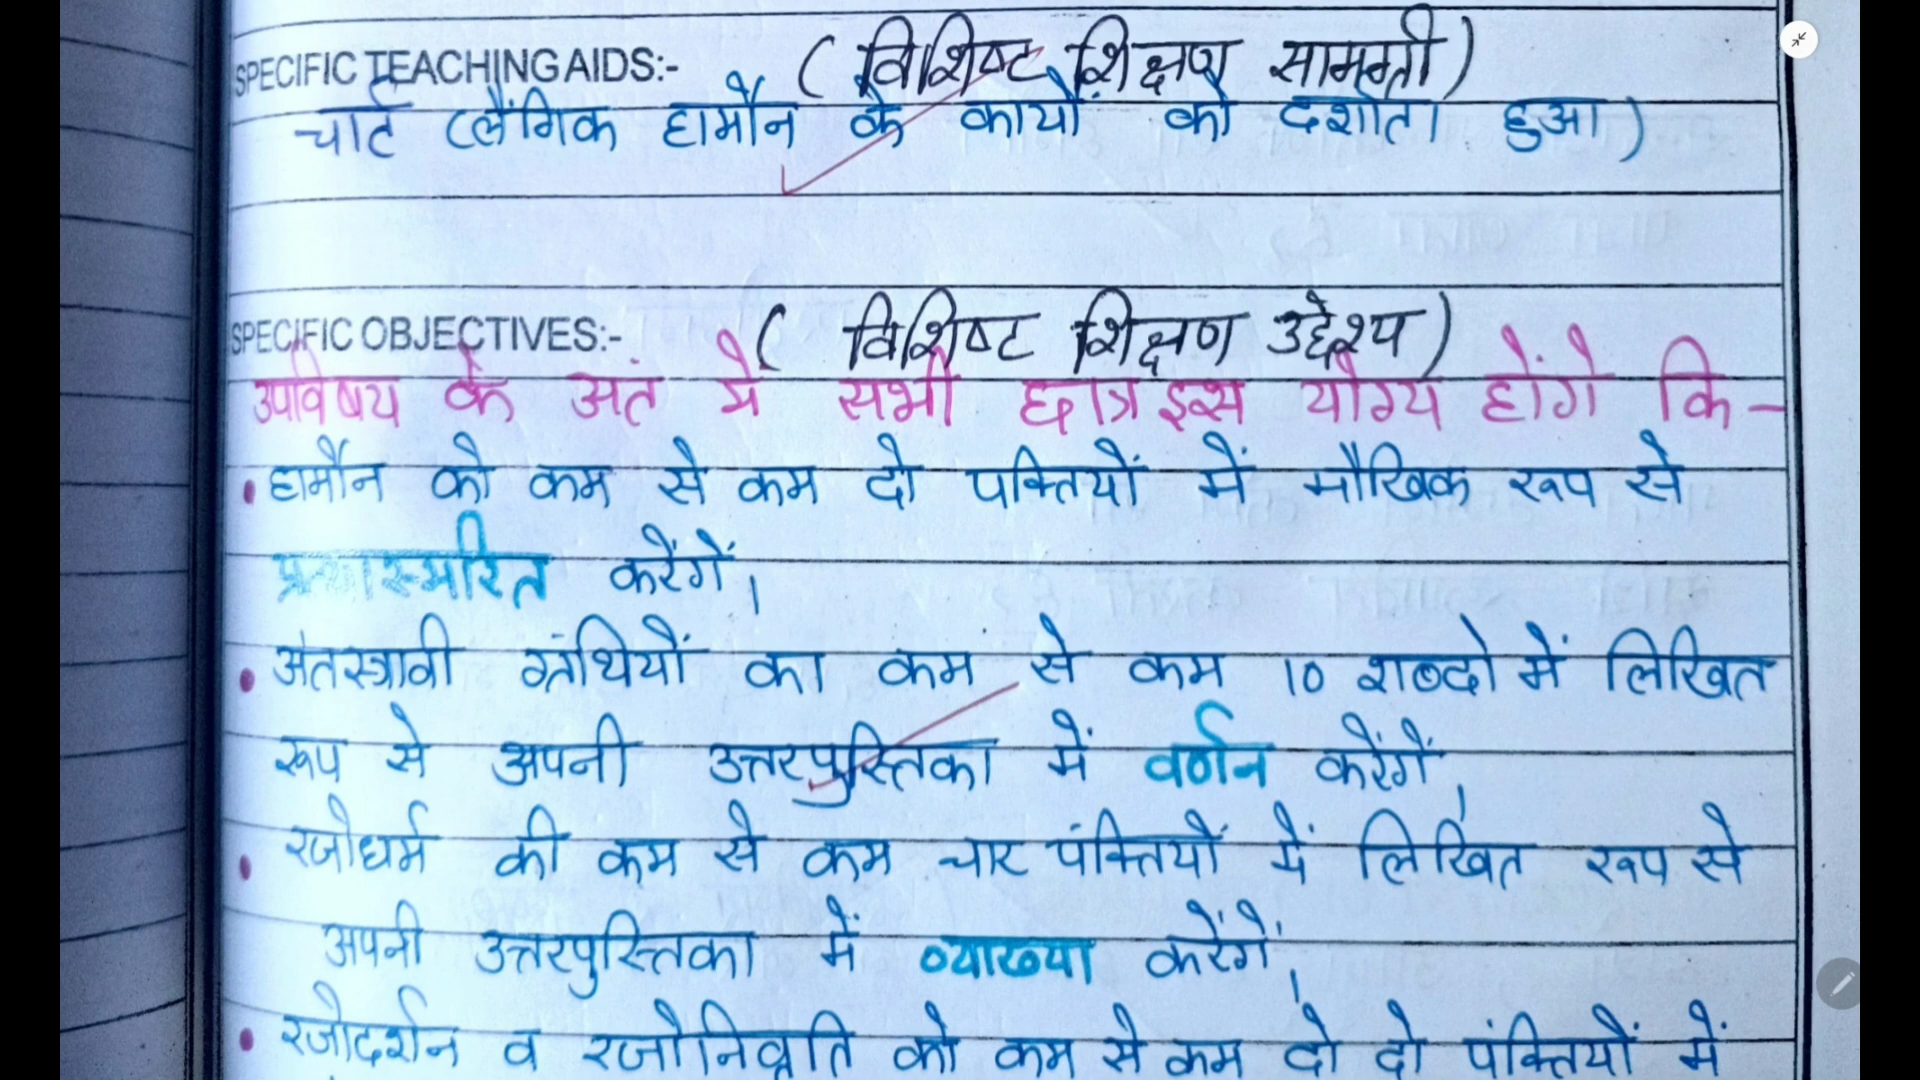 SPECIFIC TEACHING AIDS:- ( विशिष्ट शिक्षण सामग्री )
चार्ट (लैंगिक हार्मोन के कार्यों को दर्शाता हुआ)
SPECIFIC OBJECTIVES:- ( विशिष्ट शिक्षण उद्देश्य )
उपविषय के अंत में सभी छात्र इस योग्य होंगे कि -
• हार्मोन को कम से कम दो पक्तियों में मौखिक रूप से
प्रत्यास्मरित करेंगें।
• अंतस्त्रावी ग्रंथियों का कम से कम 10 शब्दो में लिखित
रूप से अपनी उत्तरपुस्तिका में वर्णन करेंगें।
• रजोधर्म की कम से कम चार पंक्तियों में लिखित रूप से
अपनी उत्तरपुस्तिका में व्याख्या करेंगें।
• रजोदर्शन व रजोनिवृति को कम से कम दो दो पंक्तियों में